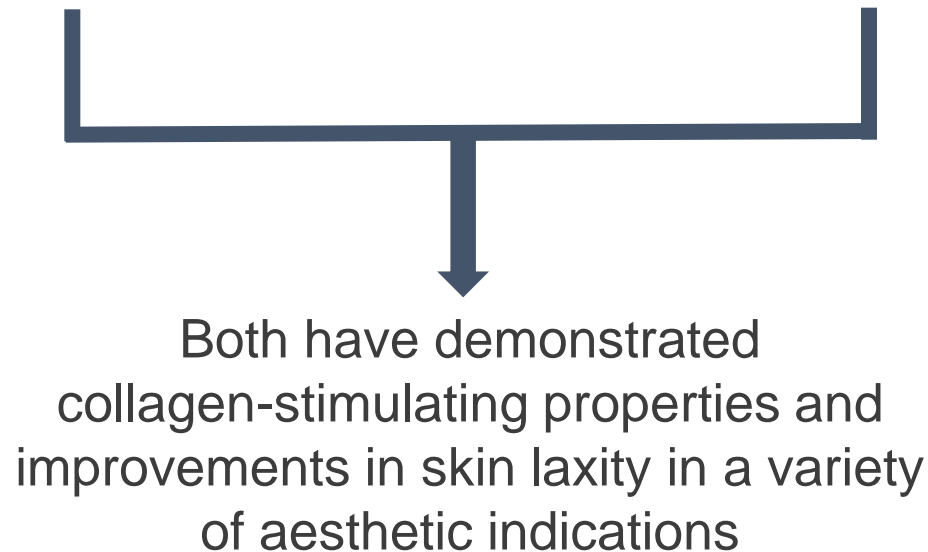 Both have demonstrated
collagen-stimulating properties and
improvements in skin laxity in a variety
of aesthetic indications